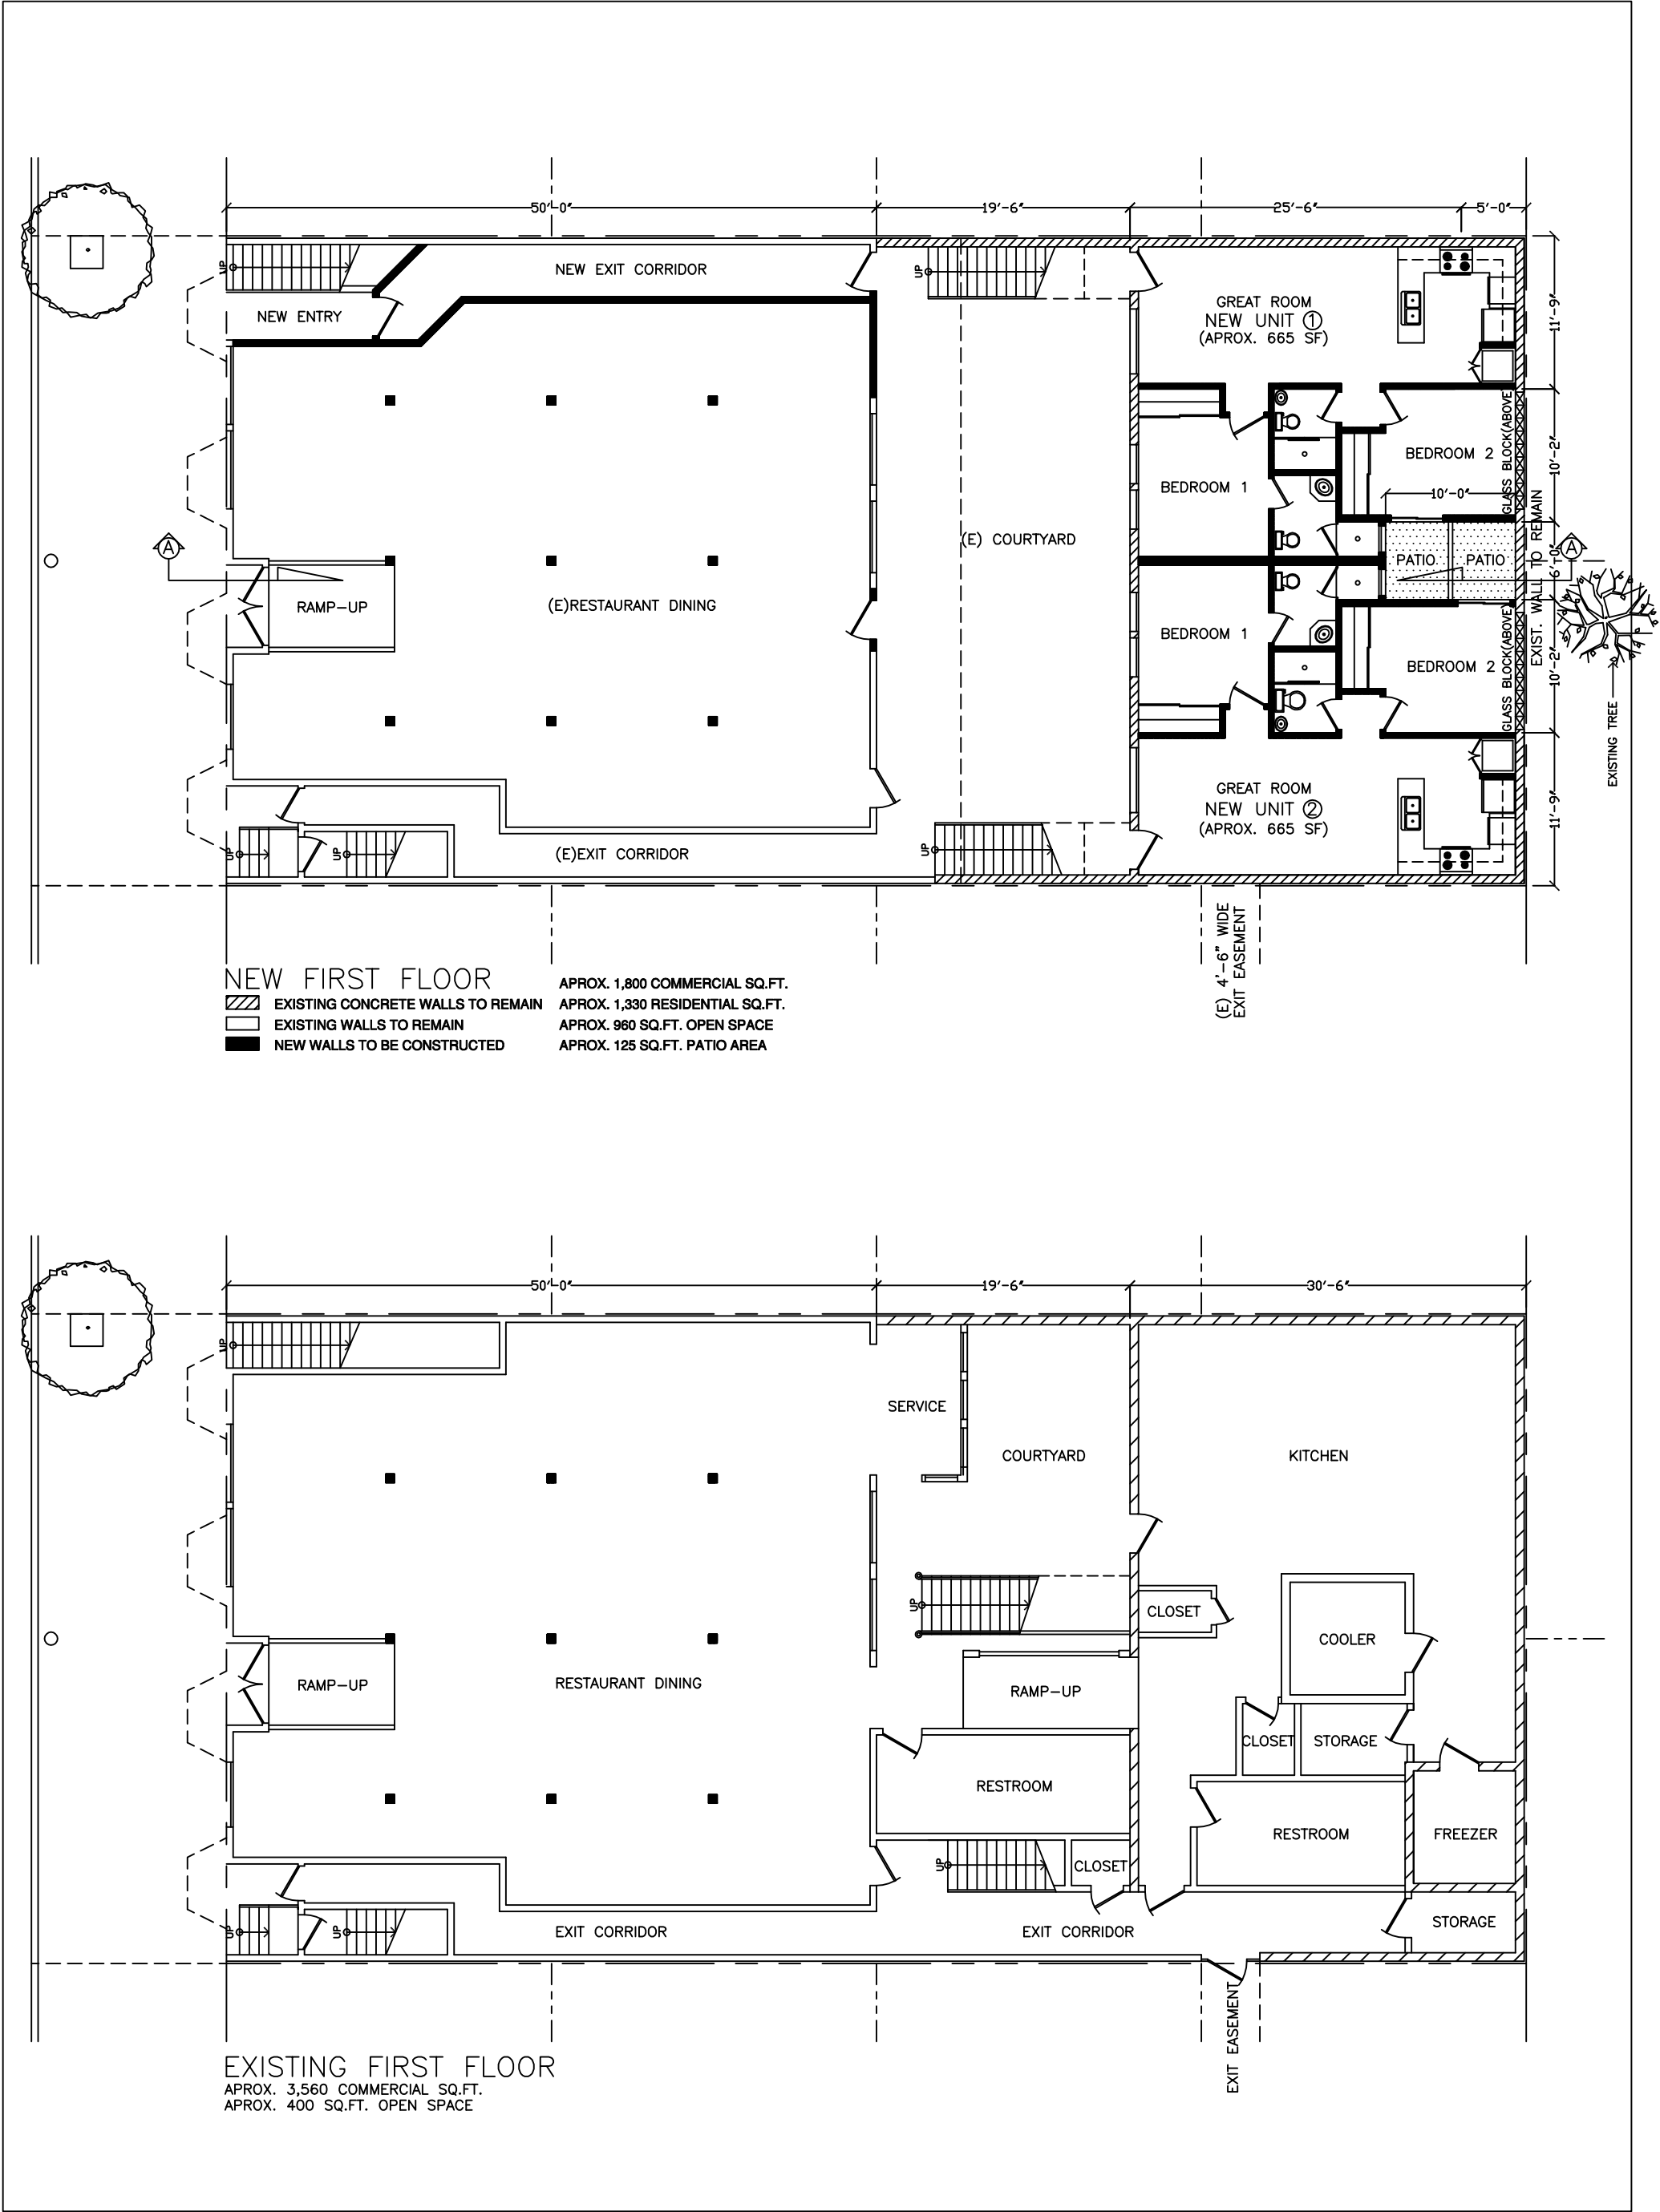 50'-0"
19'-6"
25'-6"
5'-0"
UP
NEW EXIT CORRIDOR
NEW ENTRY
UP
GREAT ROOM
NEW UNIT 1
(APROX. 665 SF)
11'-9"
BEDROOM 1
BEDROOM 2
GLASS BLOCK(ABOVE)
10'-2"
10'-0"
EXIST. WALL TO REMAIN
A
(E) COURTYARD
PATIO
PATIO
6'-0"
A
RAMP-UP
(E)RESTAURANT DINING
BEDROOM 1
BEDROOM 2
GLASS BLOCK(ABOVE)
10'-2"
EXISTING TREE
GREAT ROOM
NEW UNIT 2
(APROX. 665 SF)
11'-9"
UP
UP
(E)EXIT CORRIDOR
UP
(E) 4'-6" WIDE
EXIT EASEMENT
NEW FIRST FLOOR
APROX. 1,800 COMMERCIAL SQ.FT.
EXISTING CONCRETE WALLS TO REMAIN
APROX. 1,330 RESIDENTIAL SQ.FT.
EXISTING WALLS TO REMAIN
APROX. 960 SQ.FT. OPEN SPACE
NEW WALLS TO BE CONSTRUCTED
APROX. 125 SQ.FT. PATIO AREA
50'-0"
19'-6"
30'-6"
UP
SERVICE
COURTYARD
KITCHEN
UP
CLOSET
COOLER
RAMP-UP
RESTAURANT DINING
RAMP-UP
CLOSET
STORAGE
RESTROOM
RESTROOM
FREEZER
UP
CLOSET
UP
UP
EXIT CORRIDOR
EXIT CORRIDOR
STORAGE
EXIT EASEMENT
EXISTING FIRST FLOOR
APROX. 3,560 COMMERCIAL SQ.FT.
APROX. 400 SQ.FT. OPEN SPACE